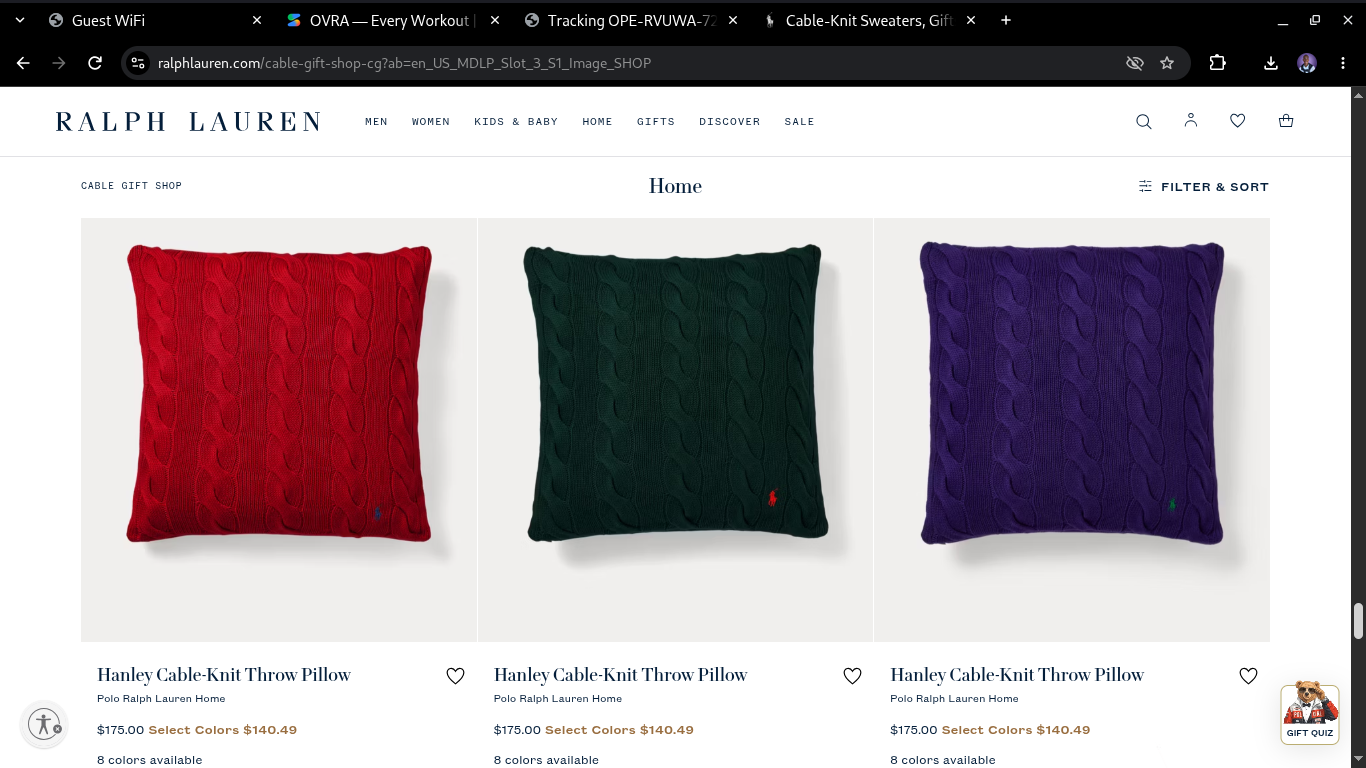 Guest WiFi
OVRA — Every Workout
Tracking OPE-RVUWA-72
Cable-Knit Sweaters, Gift
ralphlauren.com/cable-gift-shop-cg?ab=en_US_MDLP_Slot_3_S1_Image_SHOP
RALPH LAUREN
MEN WOMEN KIDS & BABY HOME GIFTS DISCOVER SALE
CABLE GIFT SHOP
Home
FILTER & SORT
Hanley Cable-Knit Throw Pillow
Polo Ralph Lauren Home
$175.00 Select Colors $140.49
8 colors available
Hanley Cable-Knit Throw Pillow
Polo Ralph Lauren Home
$175.00 Select Colors $140.49
8 colors available
Hanley Cable-Knit Throw Pillow
Polo Ralph Lauren Home
$175.00 Select Colors $140.49
8 colors available
GIFT QUIZ